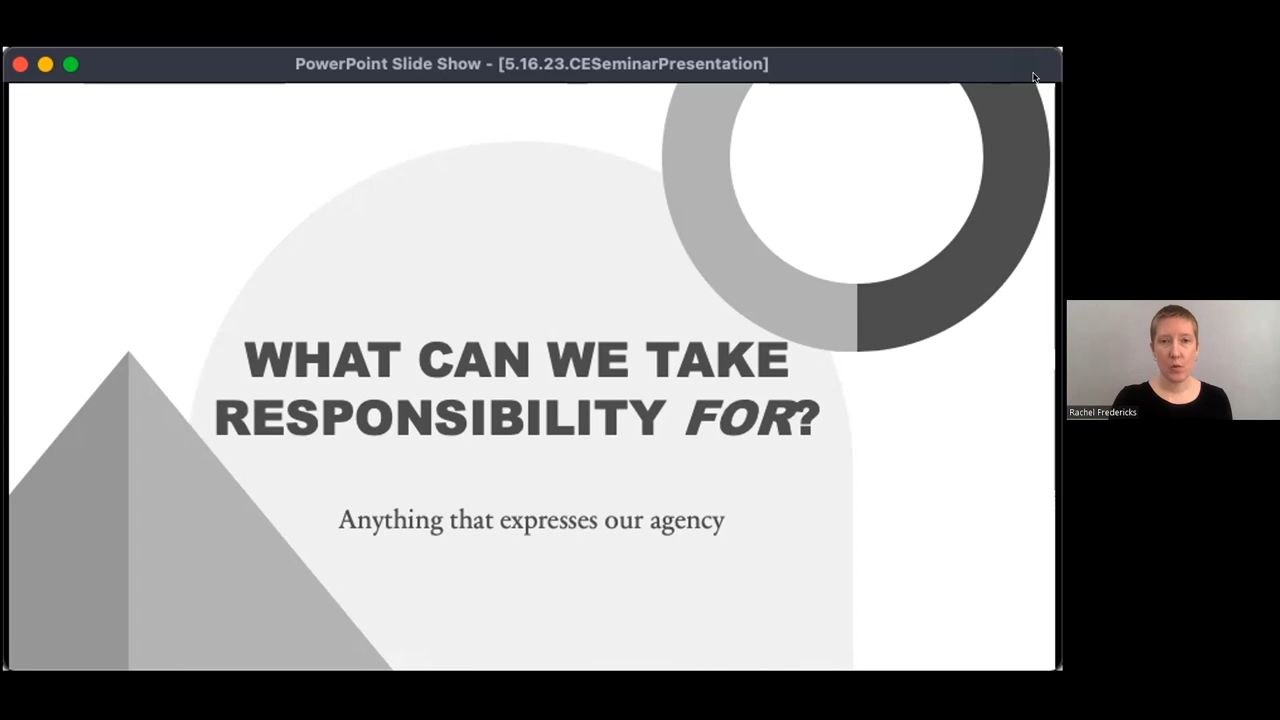 PowerPoint Slide Show - [5.16.23.CESeminarPresentation]
WHAT CAN WE TAKE
RESPONSIBILITY FOR?
Anything that expresses our agency
Rachel Fredericks